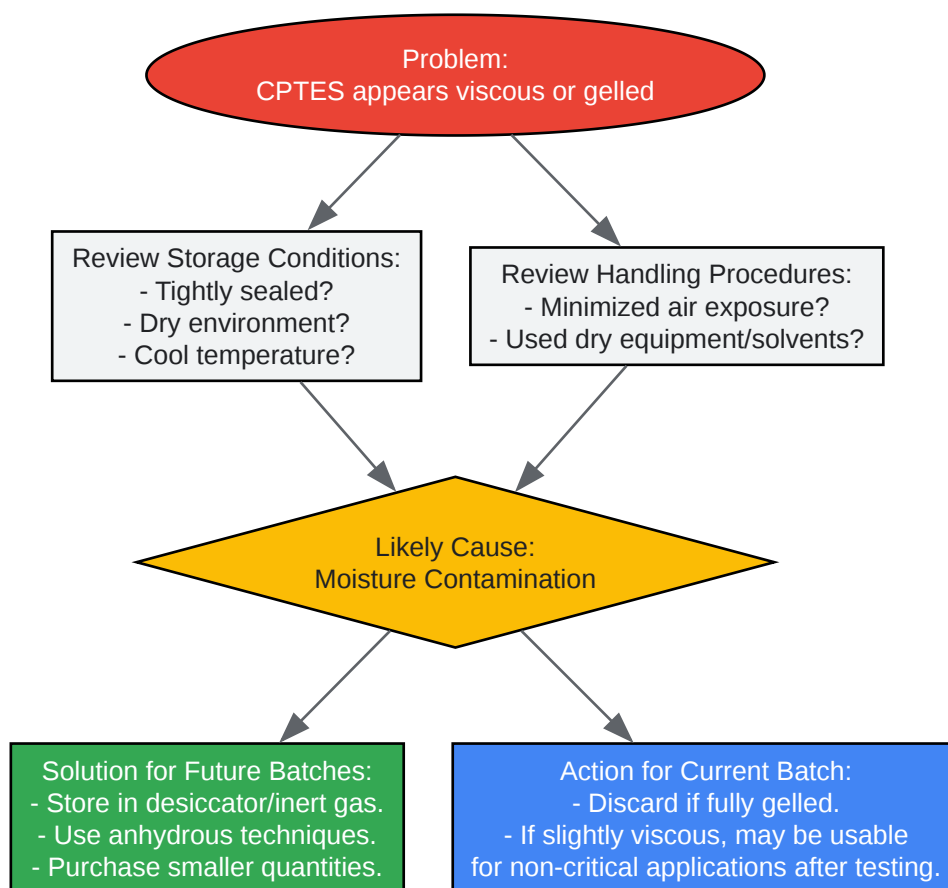 Problem:
CPTES appears viscous or gelled
Review Storage Conditions:
- Tightly sealed?
- Dry environment?
- Cool temperature?
Review Handling Procedures:
- Minimized air exposure?
- Used dry equipment/solvents?
Likely Cause:
Moisture Contamination
Solution for Future Batches:
- Store in desiccator/inert gas.
- Use anhydrous techniques.
- Purchase smaller quantities.
Action for Current Batch:
- Discard if fully gelled.
- If slightly viscous, may be usable
for non-critical applications after testing.